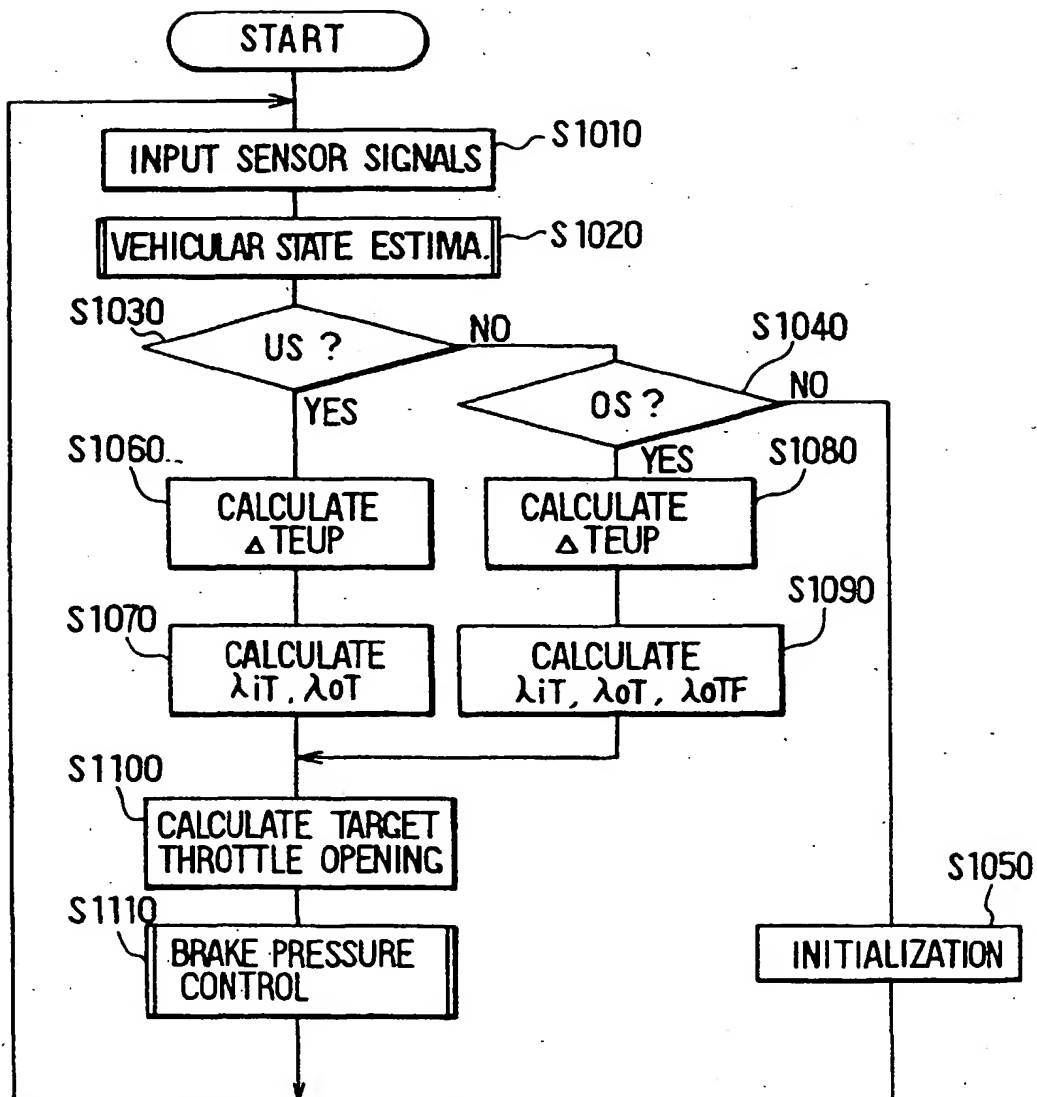 START
INPUT SENSOR SIGNALS
S1010
VEHICULAR STATE ESTIMA.
S1020
S1030
US ?
NO
YES
S1040
OS ?
NO
YES
S1060
CALCULATE
△ TEUP
S1080
CALCULATE
△ TEUP
S1070
CALCULATE
λiT, λoT
S1090
CALCULATE
λiT, λoT, λoTF
S1100
CALCULATE TARGET
THROTTLE OPENING
S1110
BRAKE PRESSURE
CONTROL
S1050
INITIALIZATION